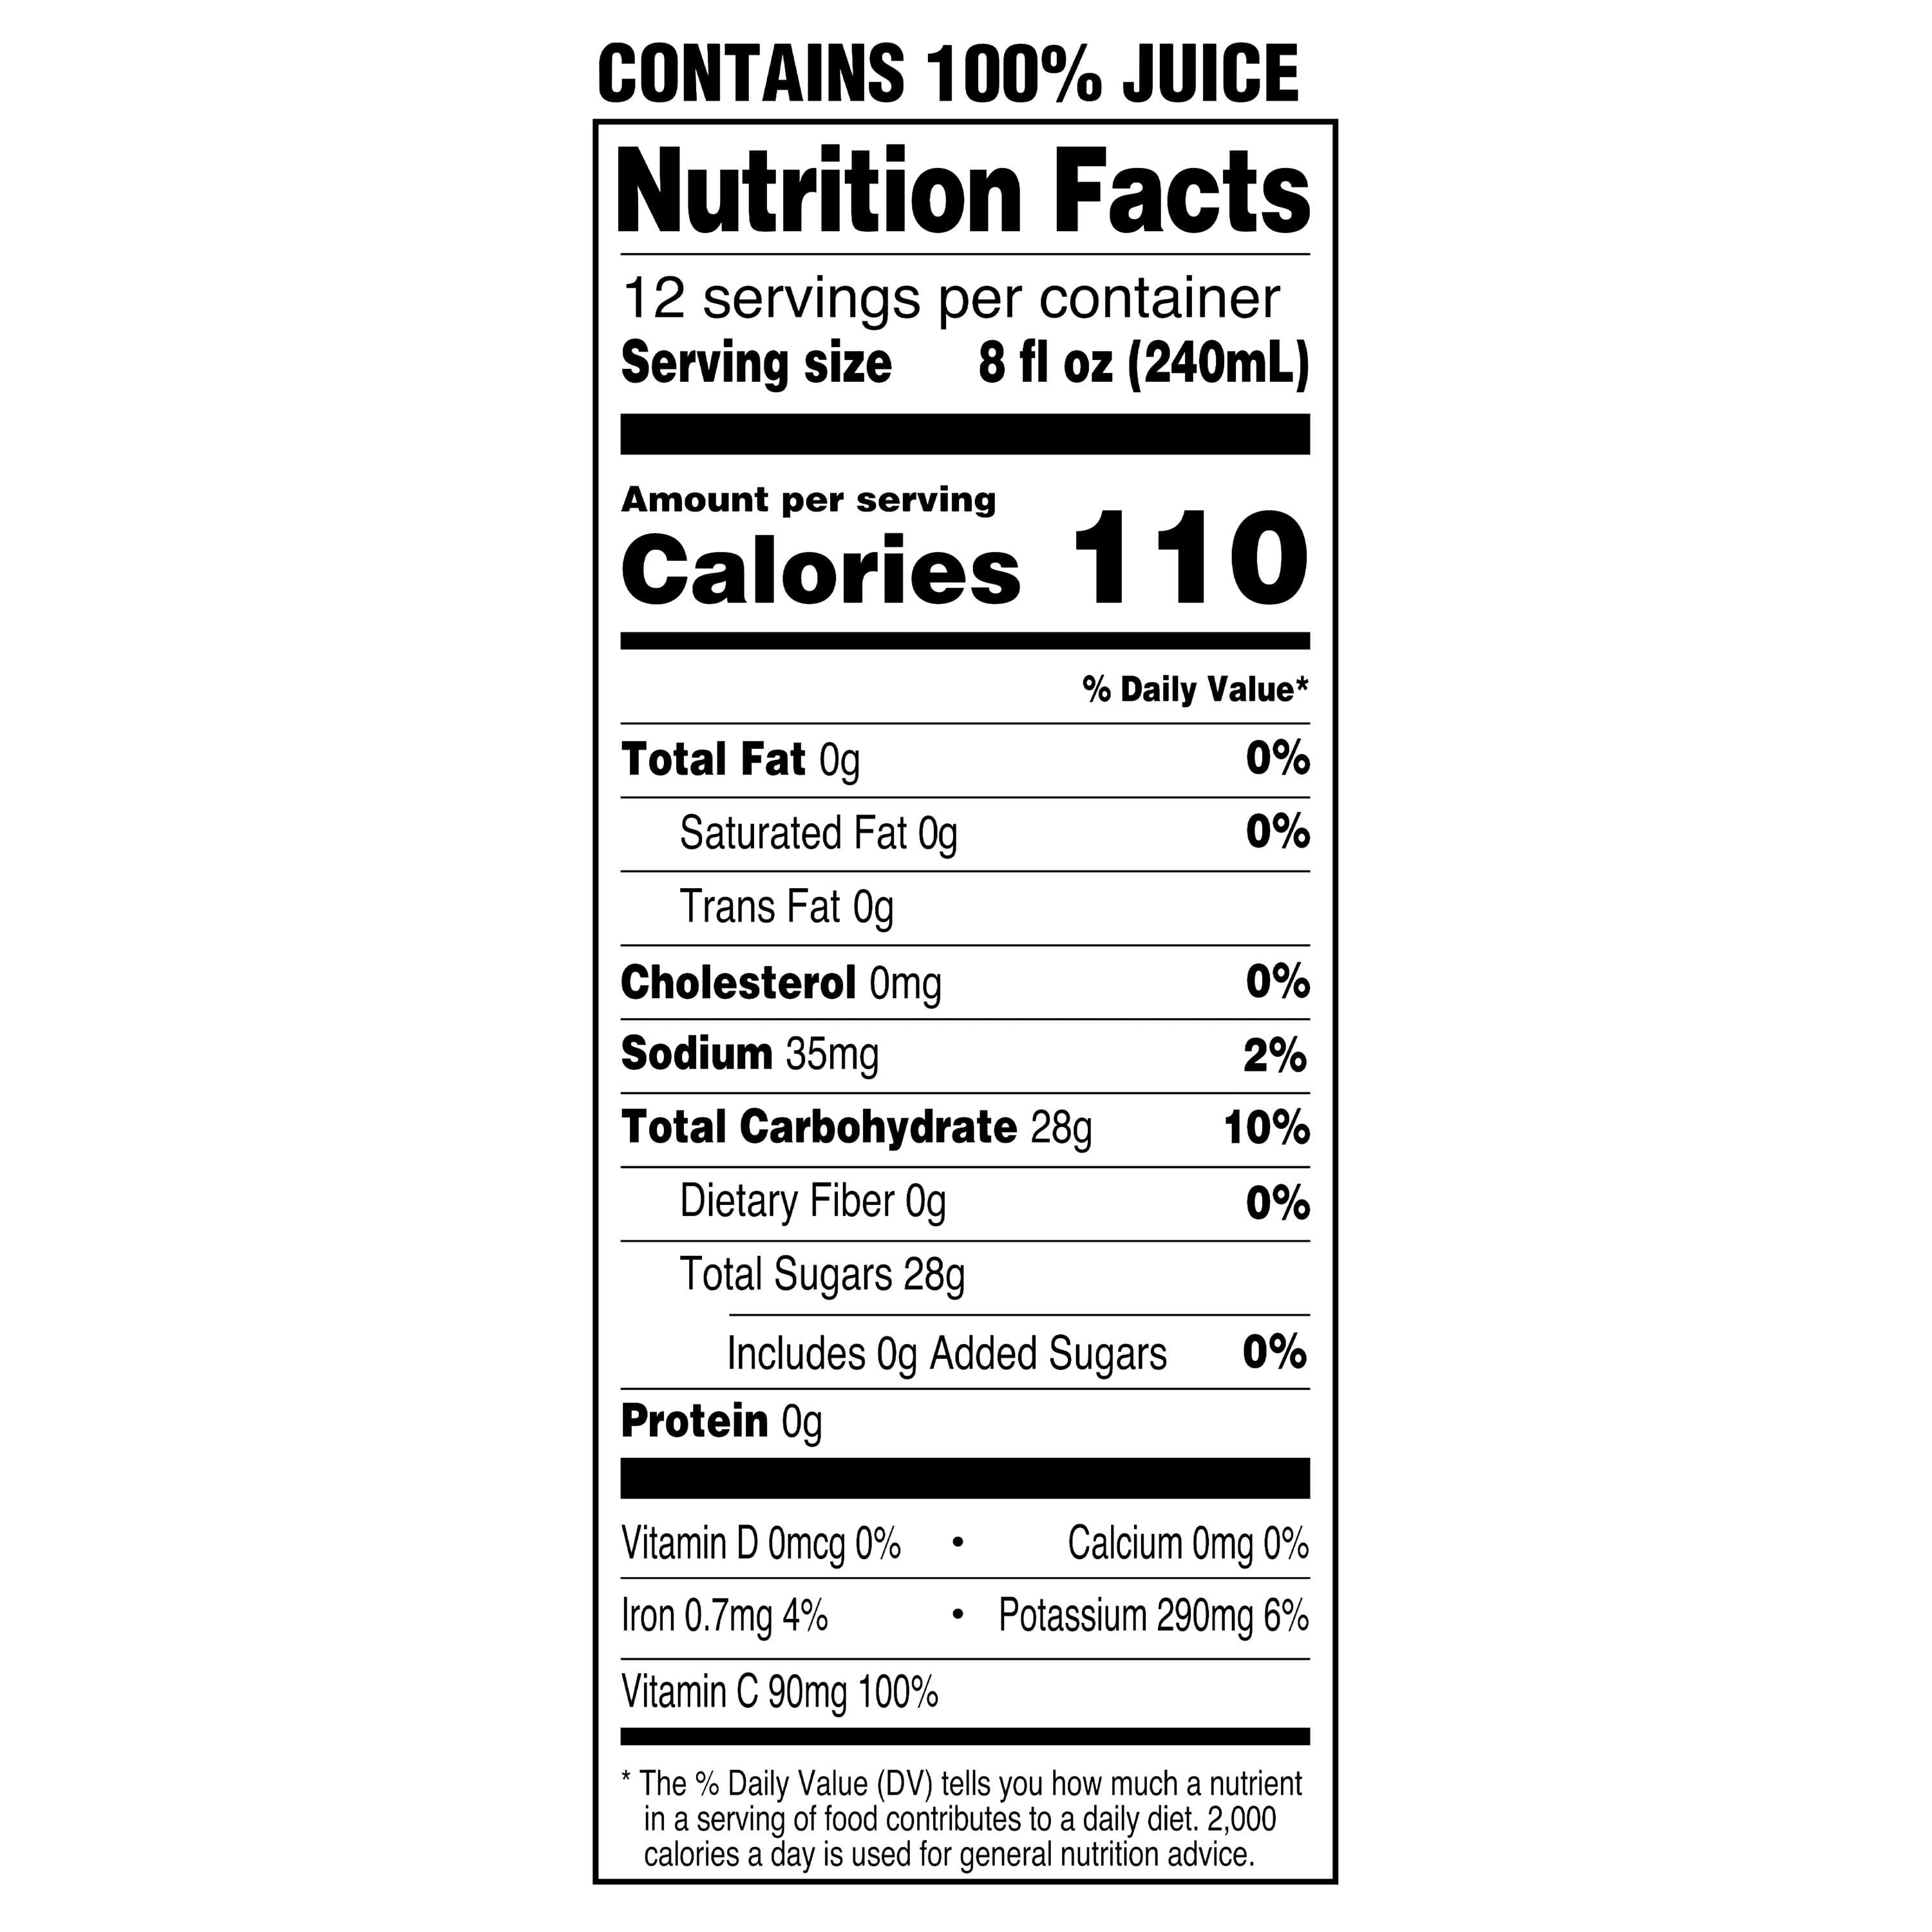 CONTAINS 100% JUICE
Nutrition Facts
12 servings per container
Serving size 8 fl oz (240mL)
Amount per serving
Calories 110
% Daily Value*
Total Fat 0g 0%
Saturated Fat 0g 0%
Trans Fat 0g
Cholesterol 0mg 0%
Sodium 35mg 2%
Total Carbohydrate 28g 10%
Dietary Fiber 0g 0%
Total Sugars 28g
Includes 0g Added Sugars 0%
Protein 0g
Vitamin D 0mcg 0% • Calcium 0mg 0%
Iron 0.7mg 4% • Potassium 290mg 6%
Vitamin C 90mg 100%
* The % Daily Value (DV) tells you how much a nutrient
in a serving of food contributes to a daily diet. 2,000
calories a day is used for general nutrition advice.